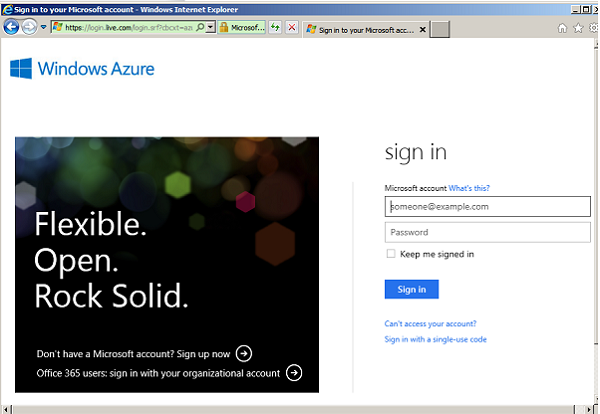 Sign in to your Microsoft account - Windows Internet Explorer
https://login.live.com/login.srf?cbcxt=azu
Microsof...
Sign in to your Microsoft acc...
Windows Azure
Flexible.
Open.
Rock Solid.
Don't have a Microsoft account? Sign up now
Office 365 users: sign in with your organizational account
sign in
Microsoft account What's this?
someone@example.com
Password
Keep me signed in
Sign in
Can't access your account?
Sign in with a single-use code